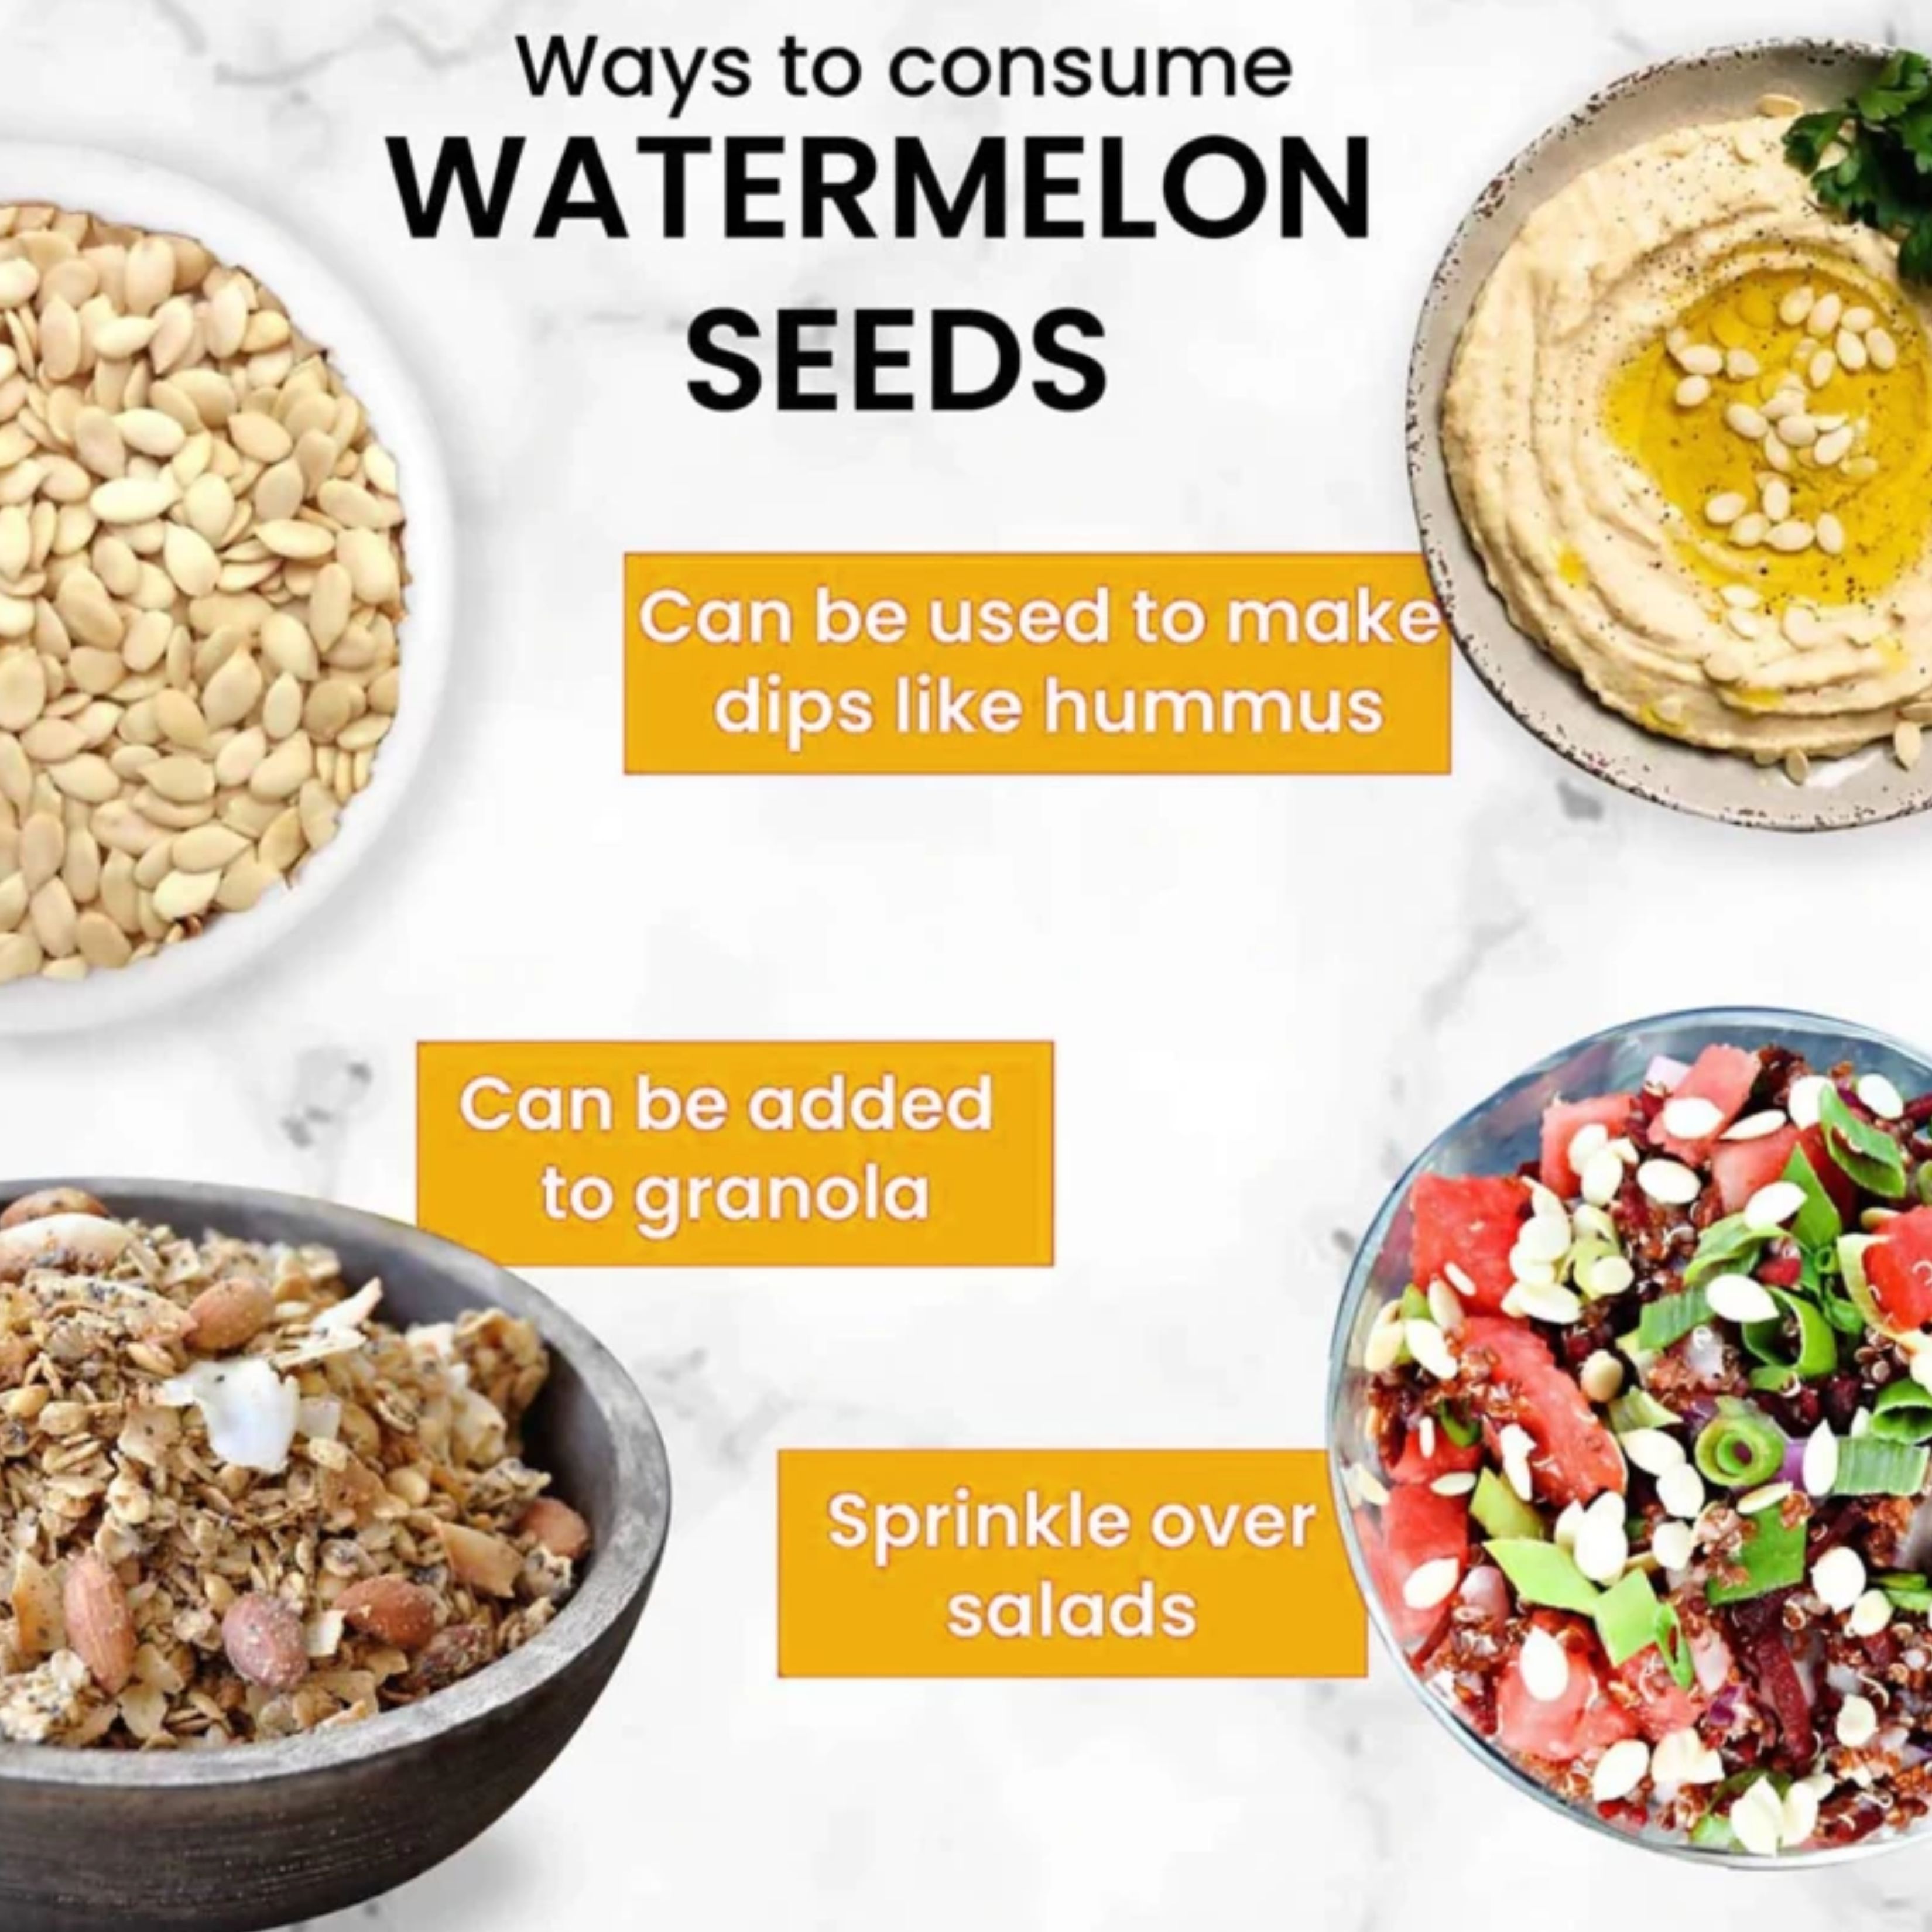 Ways to consume
WATERMELON
SEEDS
Can be used to make
dips like hummus
Can be added
to granola
Sprinkle over
salads